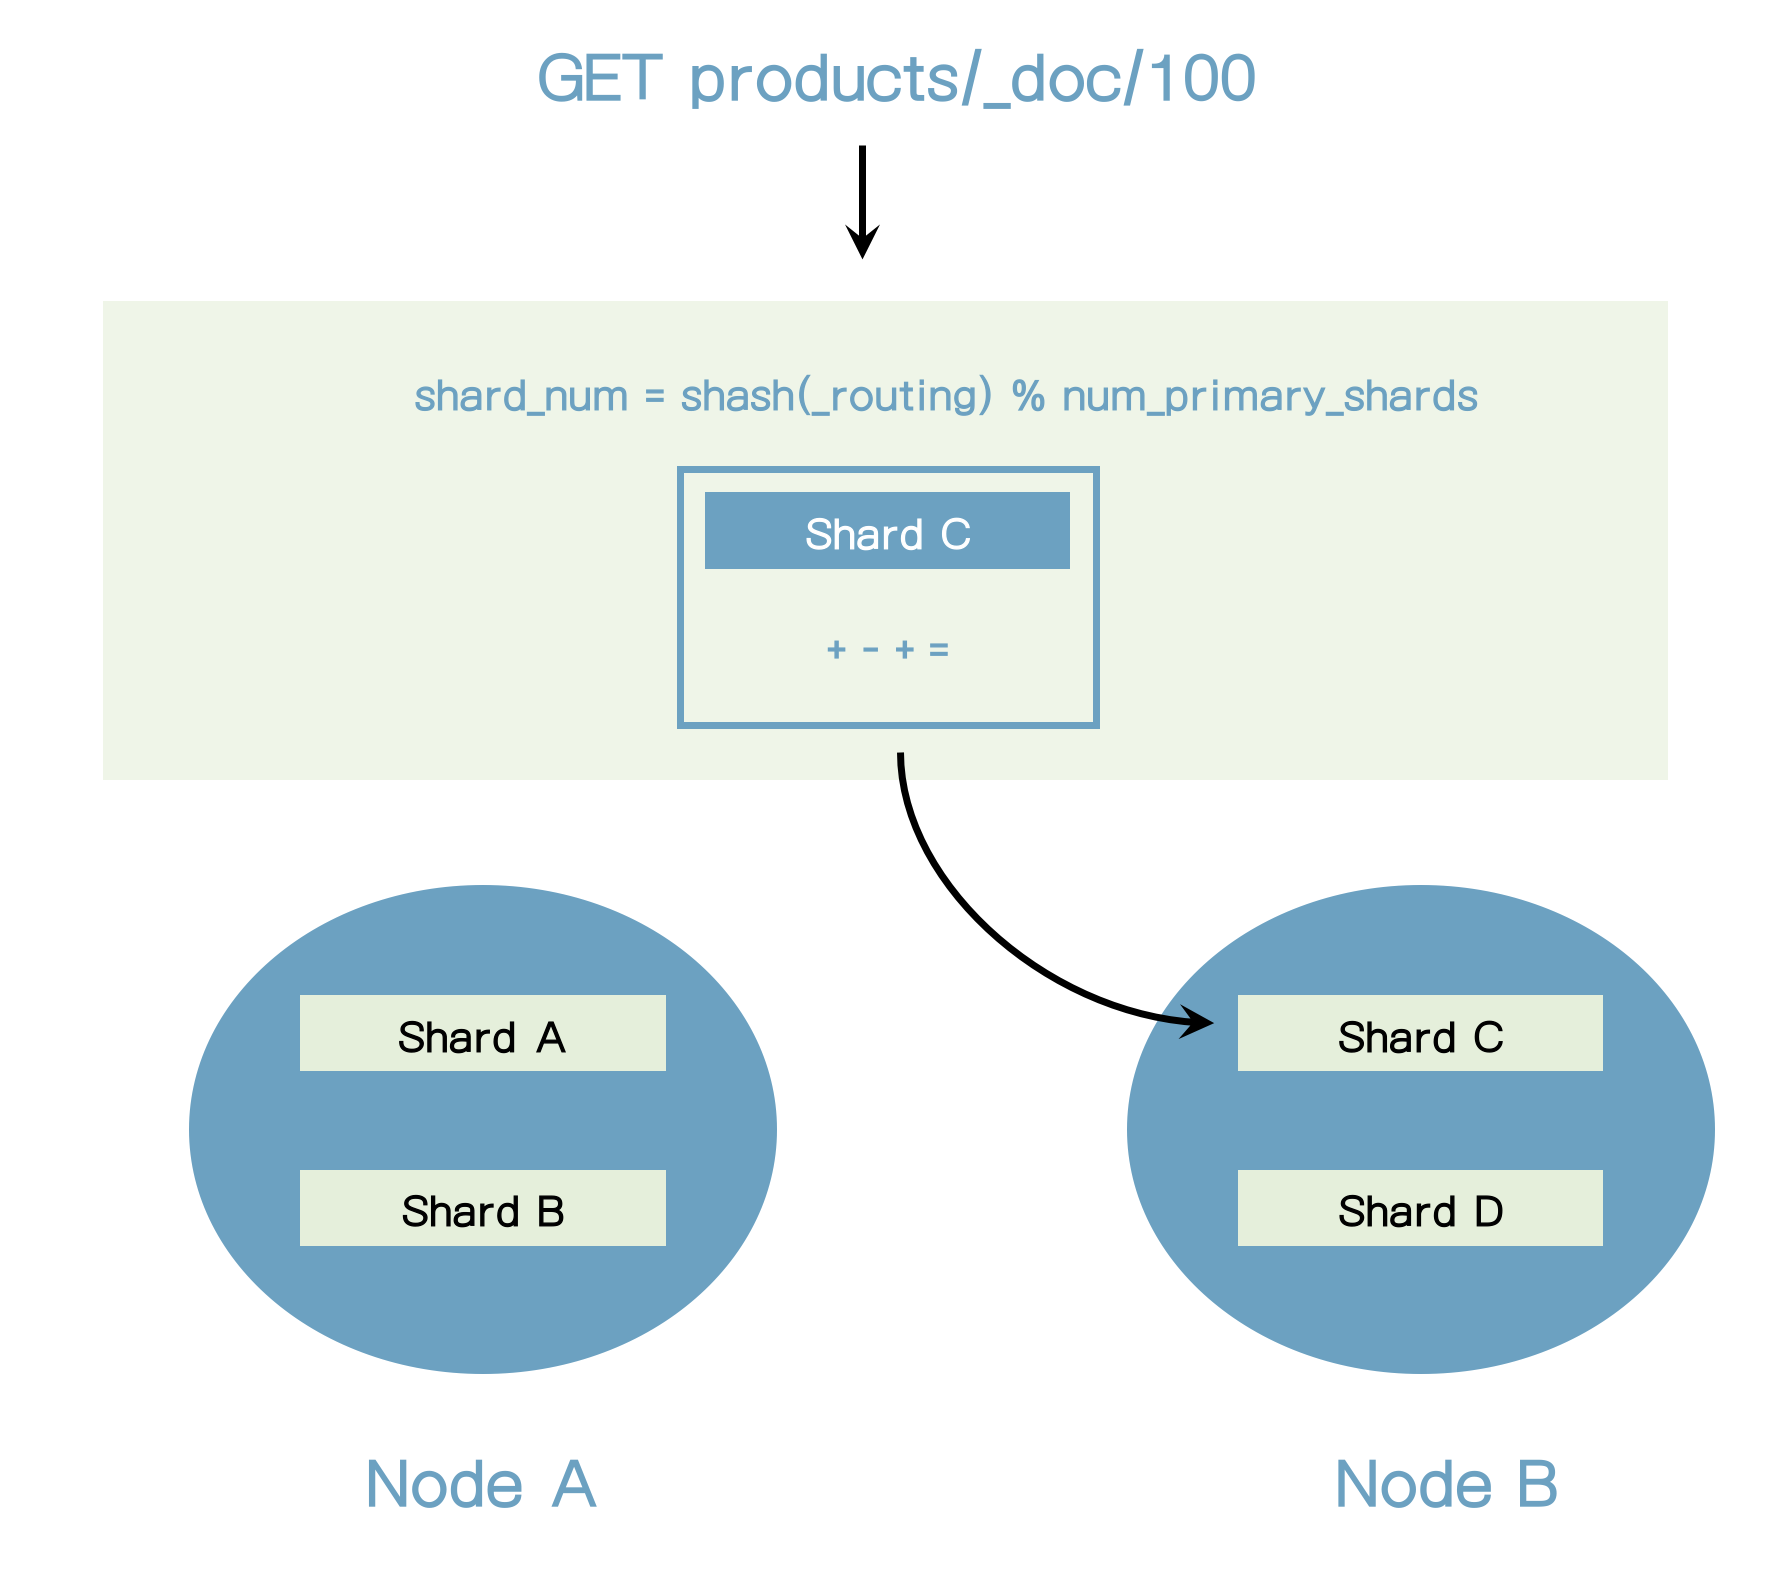 GET products/_doc/100
shard_num = shash(_routing) % num_primary_shards
Shard C
+ - + =
Shard A
Shard C
Shard B
Shard D
Node A
Node B